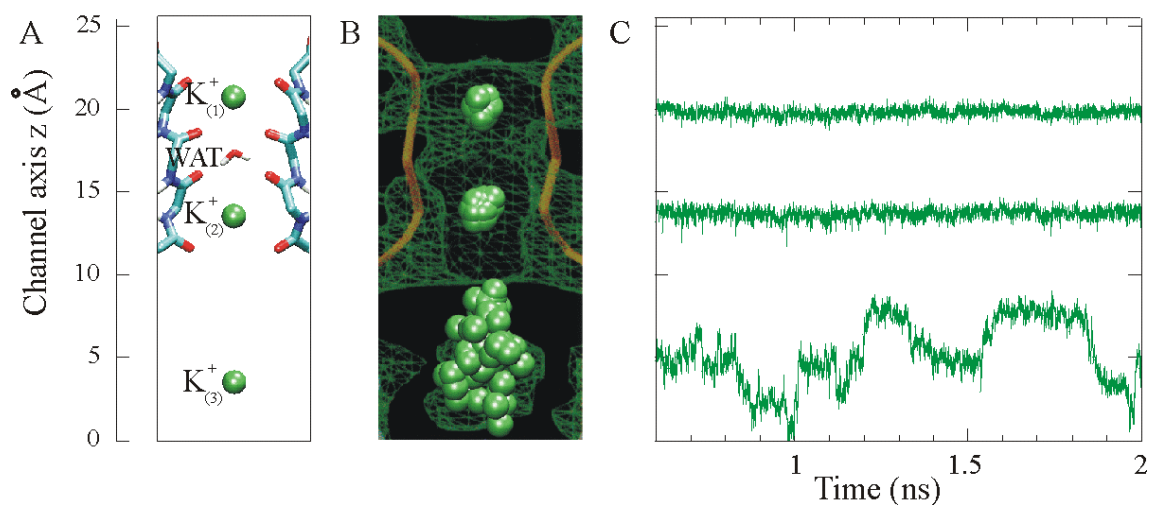 A
B
C
Channel axis z (Å)
25
20
15
10
5
0
K+(1)
WAT
K+(2)
K+(3)
1
1.5
2
Time (ns)